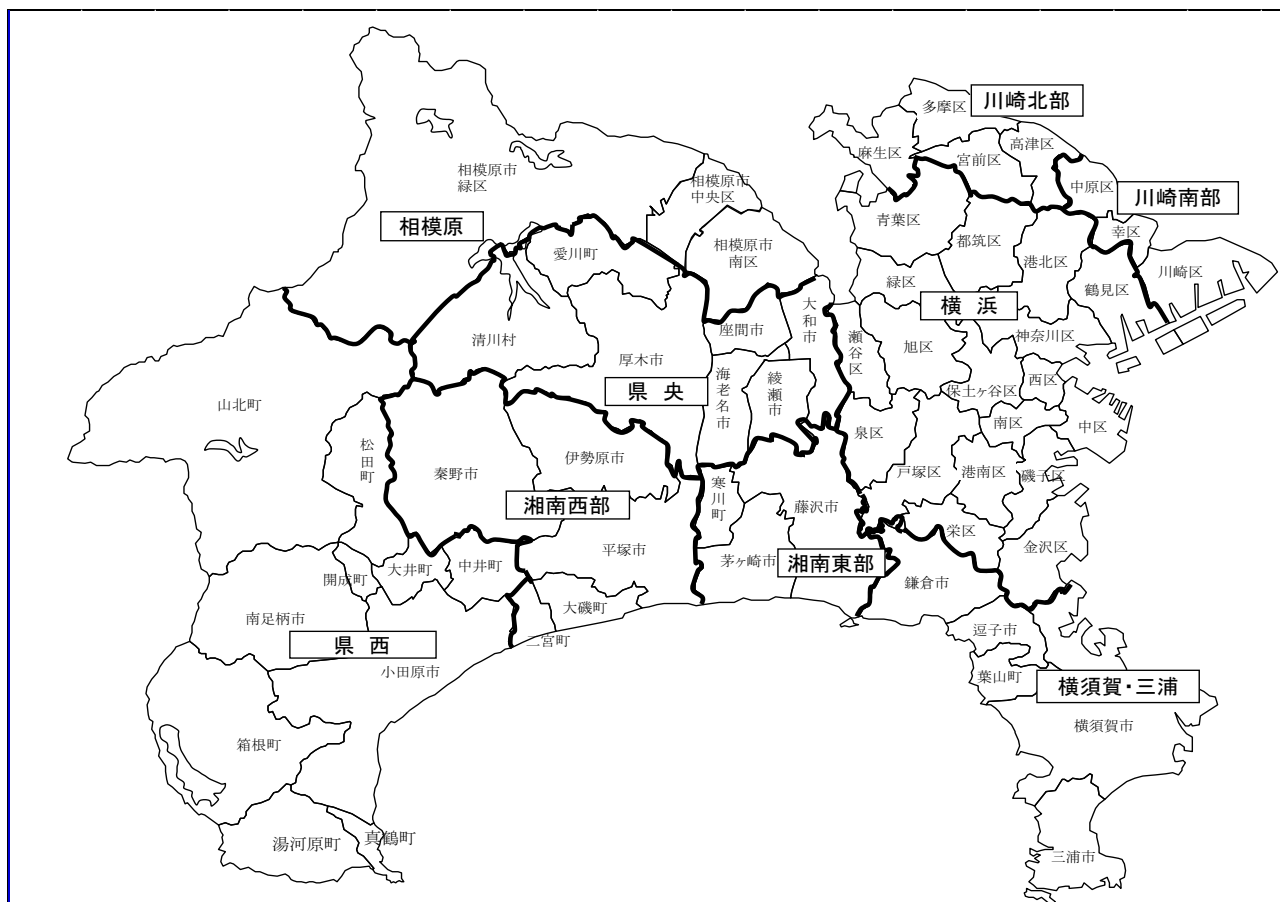 多摩区
川崎北部
麻生区
宮前区
高津区
相模原市
緑区
相模原市
中央区
中原区
川崎南部
相模原
青葉区
幸区
愛川町
相模原市
南区
都筑区
港北区
川崎区
緑区
鶴見区
横 浜
大和市
清川村
座間市
瀬谷区
旭区
神奈川区
厚木市
県 央
海老名市
綾瀬市
保土ヶ谷区
西区
山北町
南区
中区
松田町
泉区
秦野市
伊勢原市
戸塚区
港南区
磯子区
寒川町
湘南西部
藤沢市
栄区
平塚市
金沢区
茅ヶ崎市
湘南東部
開成町
大井町
中井町
鎌倉市
南足柄市
大磯町
逗子市
県 西
二宮町
小田原市
葉山町
横須賀・三浦
横須賀市
箱根町
湯河原町
真鶴町
三浦市